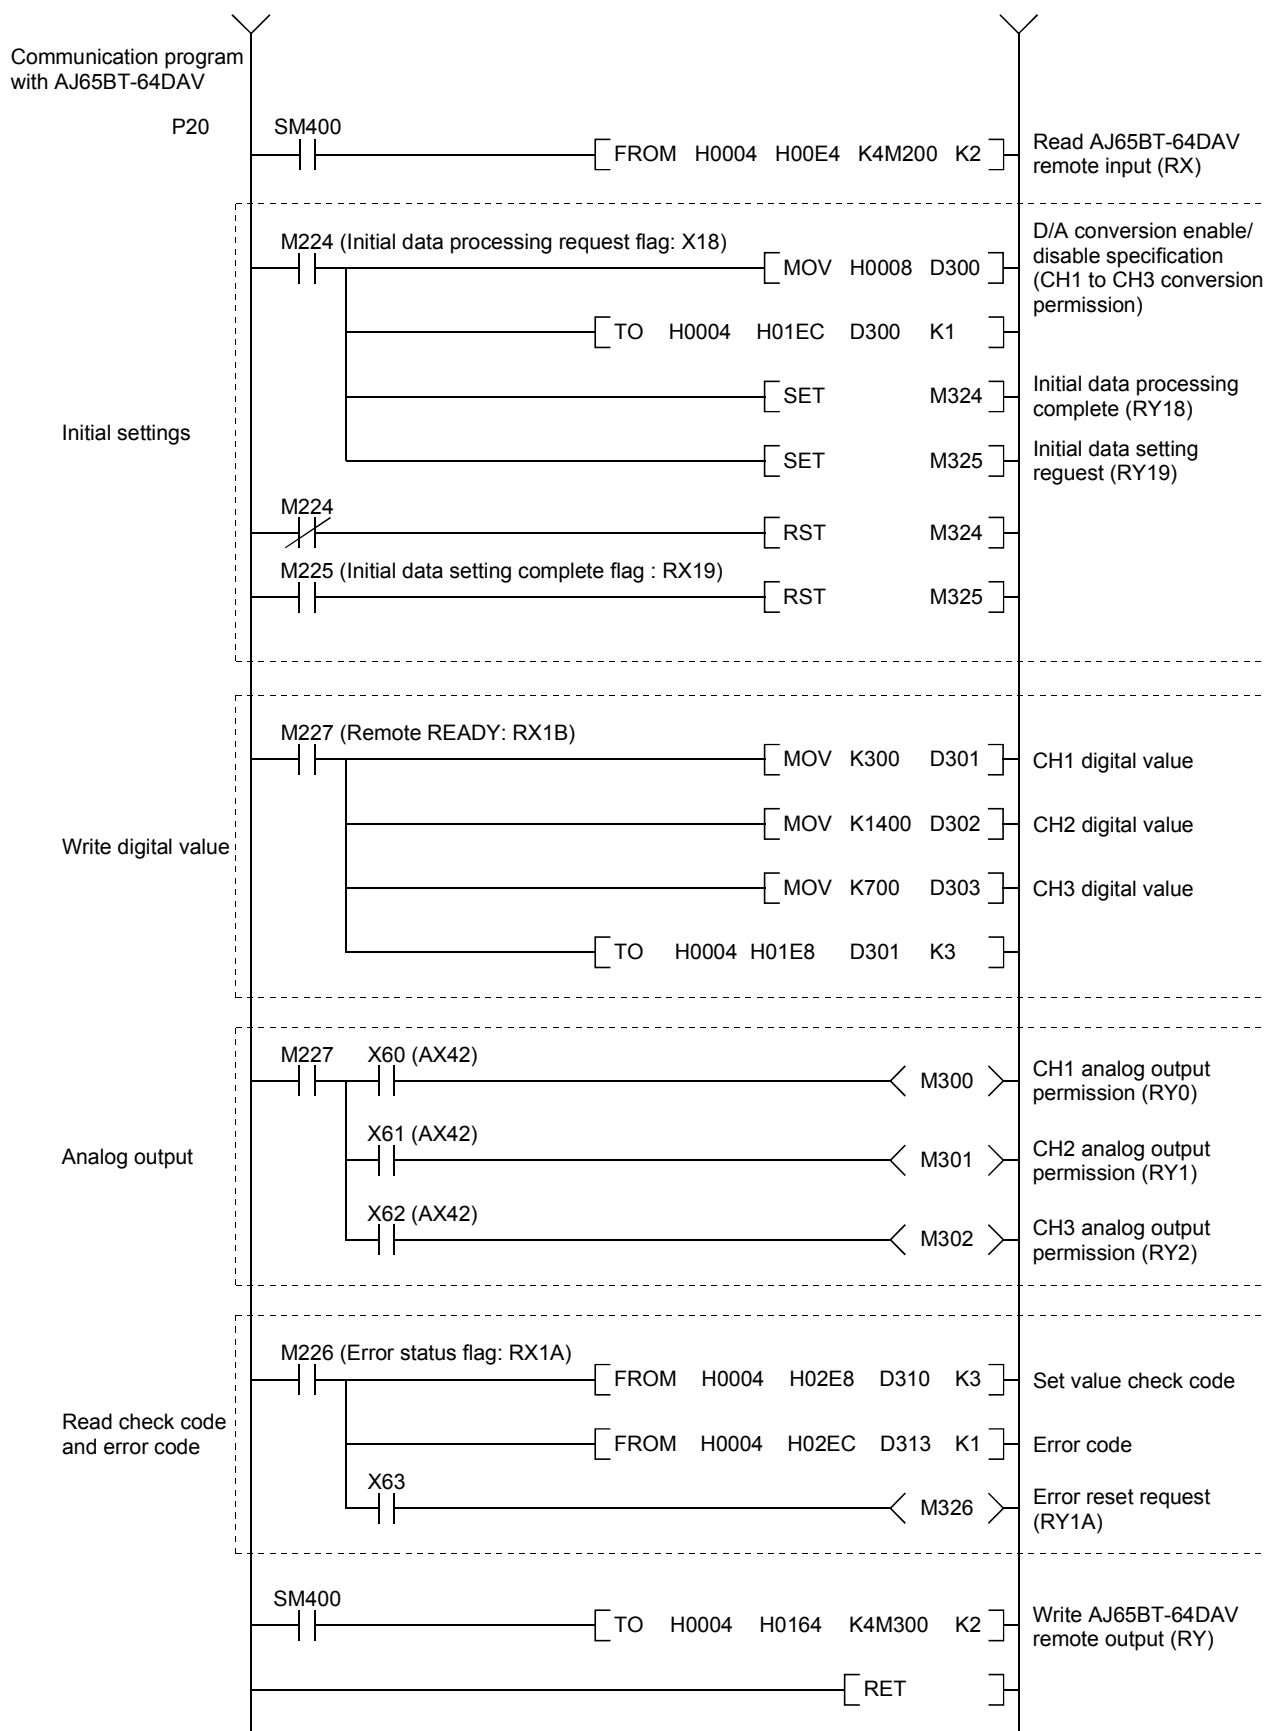 Communication program
with AJ65BT-64DAV
P20
SM400
FROM H0004 H00E4 K4M200 K2
Read AJ65BT-64DAV
remote input (RX)
Initial settings
M224 (Initial data processing request flag: X18)
MOV H0008 D300
D/A conversion enable/
disable specification
(CH1 to CH3 conversion
permission)
TO H0004 H01EC D300 K1
SET M324
Initial data processing
complete (RY18)
SET M325
Initial data setting
reguest (RY19)
M224
RST M324
M225 (Initial data setting complete flag : RX19)
RST M325
Write digital value
M227 (Remote READY: RX1B)
MOV K300 D301
CH1 digital value
MOV K1400 D302
CH2 digital value
MOV K700 D303
CH3 digital value
TO H0004 H01E8 D301 K3
Analog output
M227 X60 (AX42)
M300
CH1 analog output
permission (RY0)
X61 (AX42)
M301
CH2 analog output
permission (RY1)
X62 (AX42)
M302
CH3 analog output
permission (RY2)
Read check code
and error code
M226 (Error status flag: RX1A)
FROM H0004 H02E8 D310 K3
Set value check code
FROM H0004 H02EC D313 K1
Error code
X63
M326
Error reset request
(RY1A)
SM400
TO H0004 H0164 K4M300 K2
Write AJ65BT-64DAV
remote output (RY)
RET